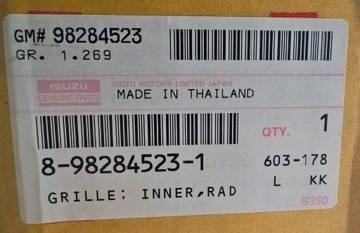 GM# 98284523
GR. 1.269
ISUZU
GENUINE PARTS
ISUZU MOTORS LIMITED JAPAN
MADE IN THAILAND
QTY. 1
8-98284523-1
603-178
L KK
GRILLE: INNER,RAD
8350